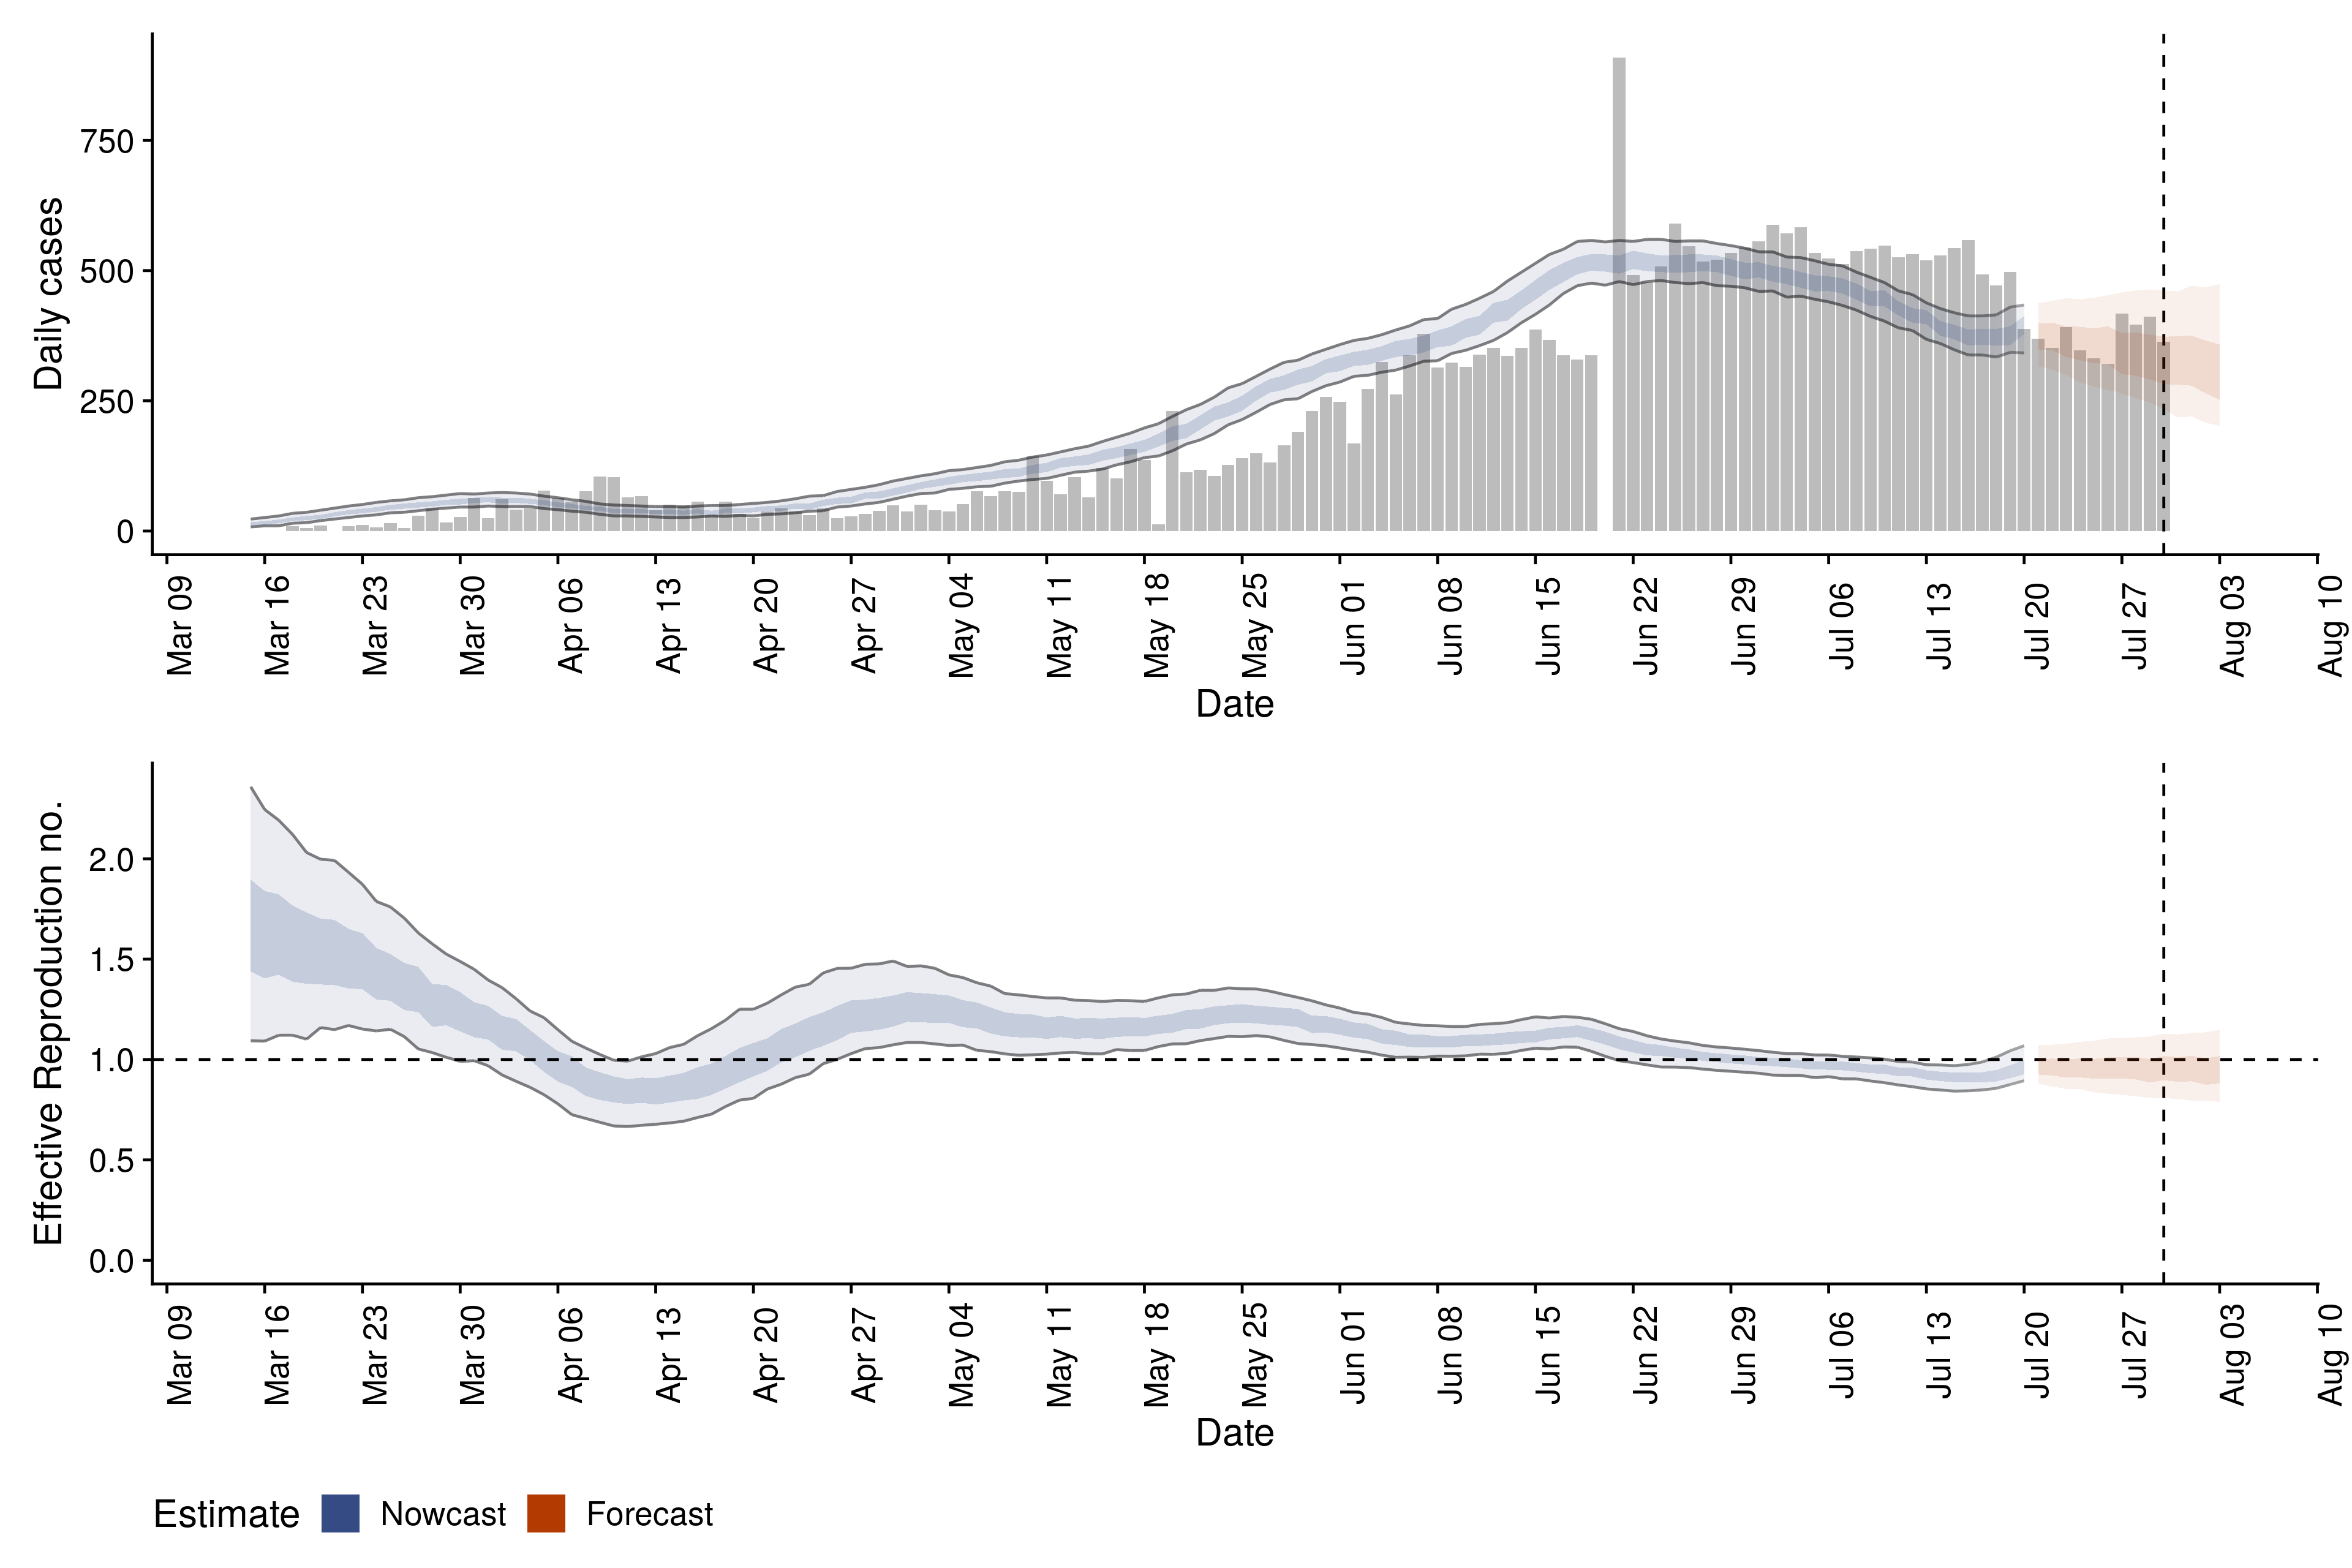 Daily cases
750
500
250
0
Mar 09 Mar 16 Mar 23 Mar 30 Apr 06 Apr 13 Apr 20 Apr 27 May 04 May 11 May 18 May 25 Jun 01 Jun 08 Jun 15 Jun 22 Jun 29 Jul 06 Jul 13 Jul 20 Jul 27 Aug 03 Aug 10
Date
Effective Reproduction no.
2.0
1.5
1.0
0.5
0.0
Mar 09 Mar 16 Mar 23 Mar 30 Apr 06 Apr 13 Apr 20 Apr 27 May 04 May 11 May 18 May 25 Jun 01 Jun 08 Jun 15 Jun 22 Jun 29 Jul 06 Jul 13 Jul 20 Jul 27 Aug 03 Aug 10
Date
Estimate Nowcast Forecast